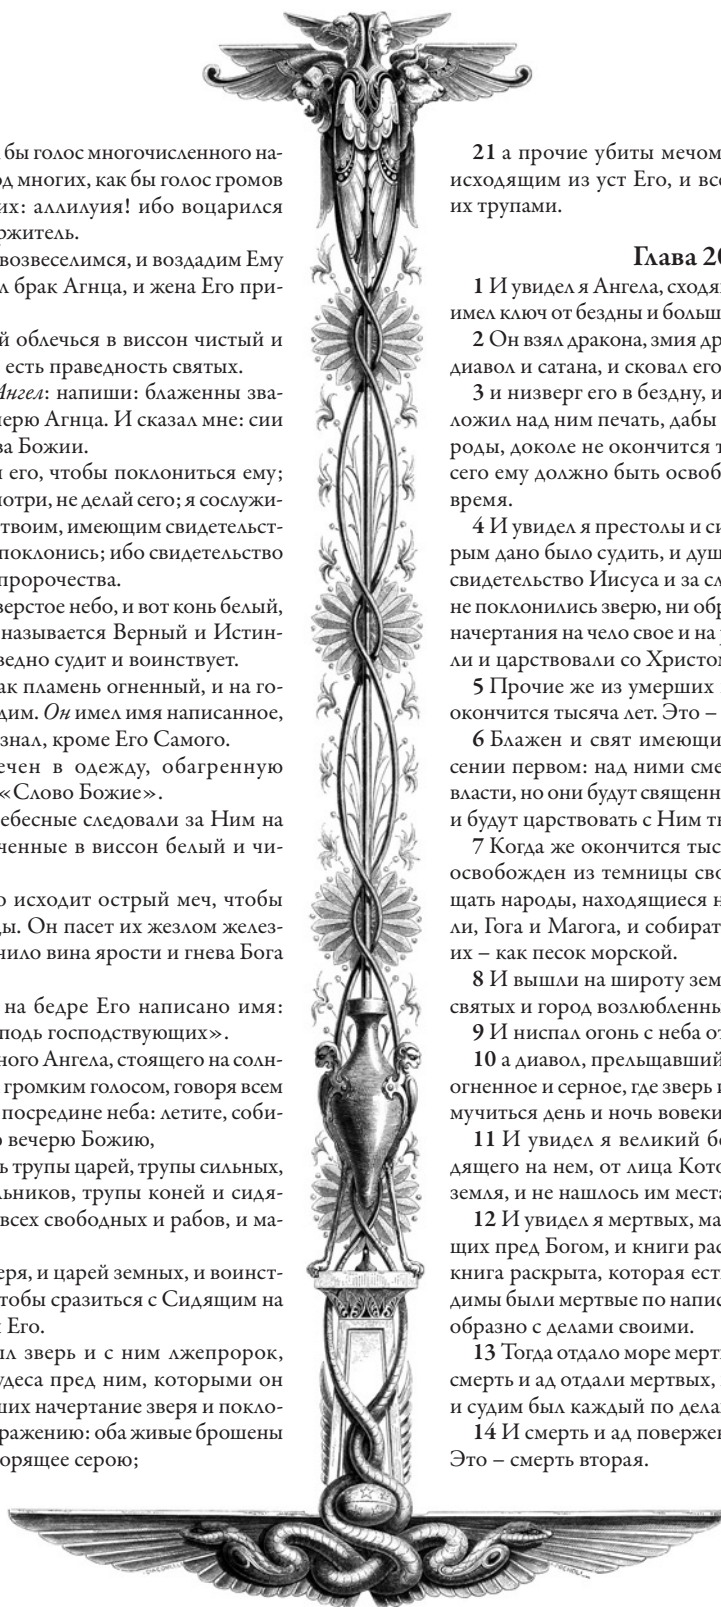 бы голос многочисленного на-
од многих, как бы голос громов
их: аллилуия! ибо воцарился
ржитель.
возвеселимся, и воздадим Ему
л брак Агнца, и жена Его при-
й облечься в виссон чистый и
есть праведность святых.
Ангел: напиши: блаженны зва-
черю Агнца. И сказал мне: сии
ва Божии.
и его, чтобы поклониться ему;
мотри, не делай сего; я сослужи-
твоим, имеющим свидетельст-
поклонись; ибо свидетельство
пророчества.
верстое небо, и вот конь белый,
называется Верный и Истин-
ведно судит и воинствует.
ак пламень огненный, и на го-
дим. Он имел имя написанное,
знал, кроме Его Самого.
ечен в одежду, обагренную
«Слово Божие».
ебесные следовали за Ним на
ченные в виссон белый и чи-
о исходит острый меч, чтобы
ды. Он пасет их жезлом желез-
чило вина ярости и гнева Бога
на бедре Его написано имя:
подь господствующих».
ного Ангела, стоящего на солн-
громким голосом, говоря всем
посредине неба: летите, соби-
ю вечерю Божию,
ь трупы царей, трупы сильных,
льников, трупы коней и сидя-
всех свободных и рабов, и ма-
еря, и царей земных, и воинст-
чтобы сразиться с Сидящим на
и Его.
ыл зверь и с ним лжепророк,
удеса пред ним, которыми он
ших начертание зверя и покло-
ражению: оба живые брошены
орящее серою;
21 а прочие убиты мечом
исходящим из уст Его, и все
их трупами.
Глава 20
1 И увидел я Ангела, сходя
имел ключ от бездны и больш
2 Он взял дракона, змия др
диавол и сатана, и сковал его
3 и низверг его в бездну, и
ложил над ним печать, дабы
роды, доколе не окончится т
сего ему должно быть освоб
время.
4 И увидел я престолы и си
рым дано было судить, и душ
свидетельство Иисуса и за сл
не поклонились зверю, ни обр
начертания на чело свое и на р
ли и царствовали со Христом
5 Прочие же из умерших
окончится тысяча лет. Это –
6 Блажен и свят имеющи
сении первом: над ними сме
власти, но они будут священн
и будут царствовать с Ним ты
7 Когда же окончится тыс
освобожден из темницы сво
щать народы, находящиеся н
ли, Гога и Магога, и собират
их – как песок морской.
8 И вышли на широту зем
святых и город возлюбленны
9 И ниспал огонь с неба от
10 а диавол, прельщавший
огненное и серное, где зверь и
мучиться день и ночь вовеки
11 И увидел я великий бе
дящего на нем, от лица Кото
земля, и не нашлось им места
12 И увидел я мертвых, ма
щих пред Богом, и книги рас
книга раскрыта, которая ест
димы были мертвые по напис
образно с делами своими.
13 Тогда отдало море мертв
смерть и ад отдали мертвых,
и судим был каждый по дела
14 И смерть и ад повержен
Это – смерть вторая.